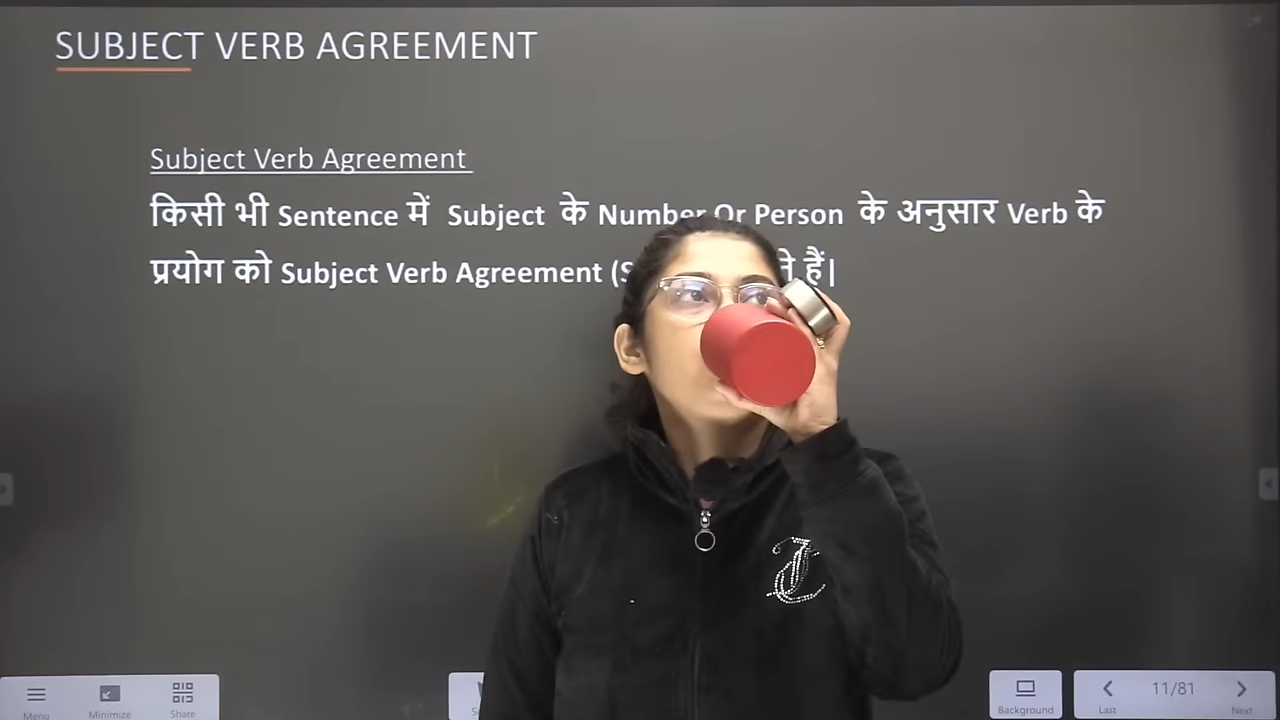 SUBJECT VERB AGREEMENT
Subject Verb Agreement
किसी भी Sentence में Subject के Number Or Person के अनुसार Verb के
प्रयोग को Subject Verb Agreement (S हैं|
Menu
Minimize
Share
Background
Last
11/81
Next